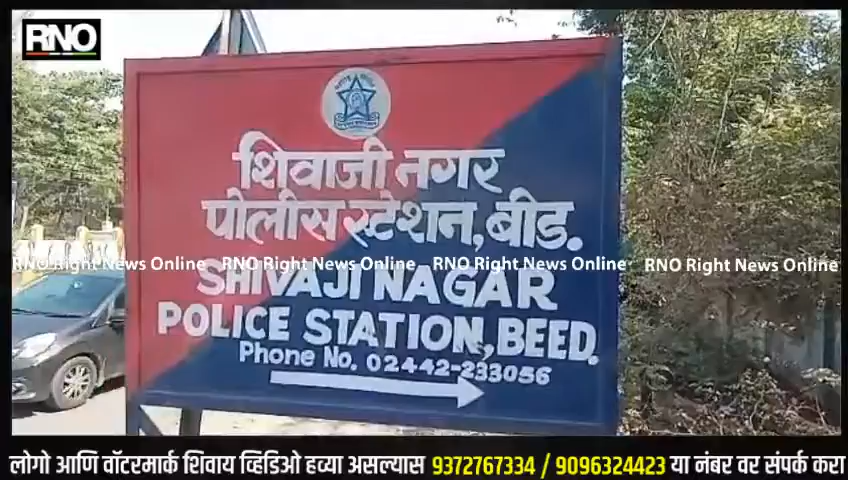 RNO
शिवाजी नगर
पोलीस स्टेशन, बीड.
RNO Right News Online RNO Right News Online RNO Right News Online RNO Right News Online
SHIVAJI NAGAR
POLICE STATION, BEED.
Phone No. 02442-233056
लोगो आणि वॉटरमार्क शिवाय व्हिडिओ हव्या असल्यास 9372767334 / 9096324423 या नंबर वर संपर्क करा